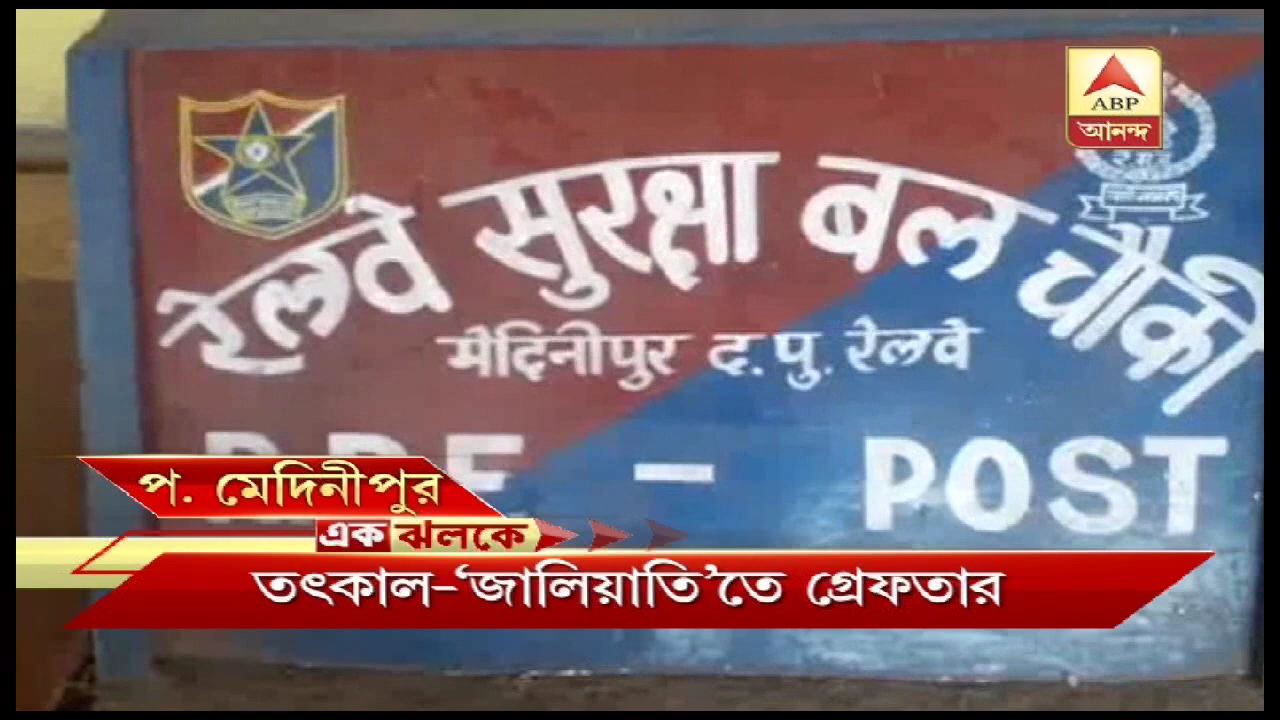 ABP
আনন্দ
रेलवे सुरक्षा बल चौकी
मेदिनीपुर द.पु. रेलवे
R.P.F - POST
প. মেদিনীপুর
এক ঝলকে
তৎকাল-‘জালিয়াতি’তে গ্রেফতার